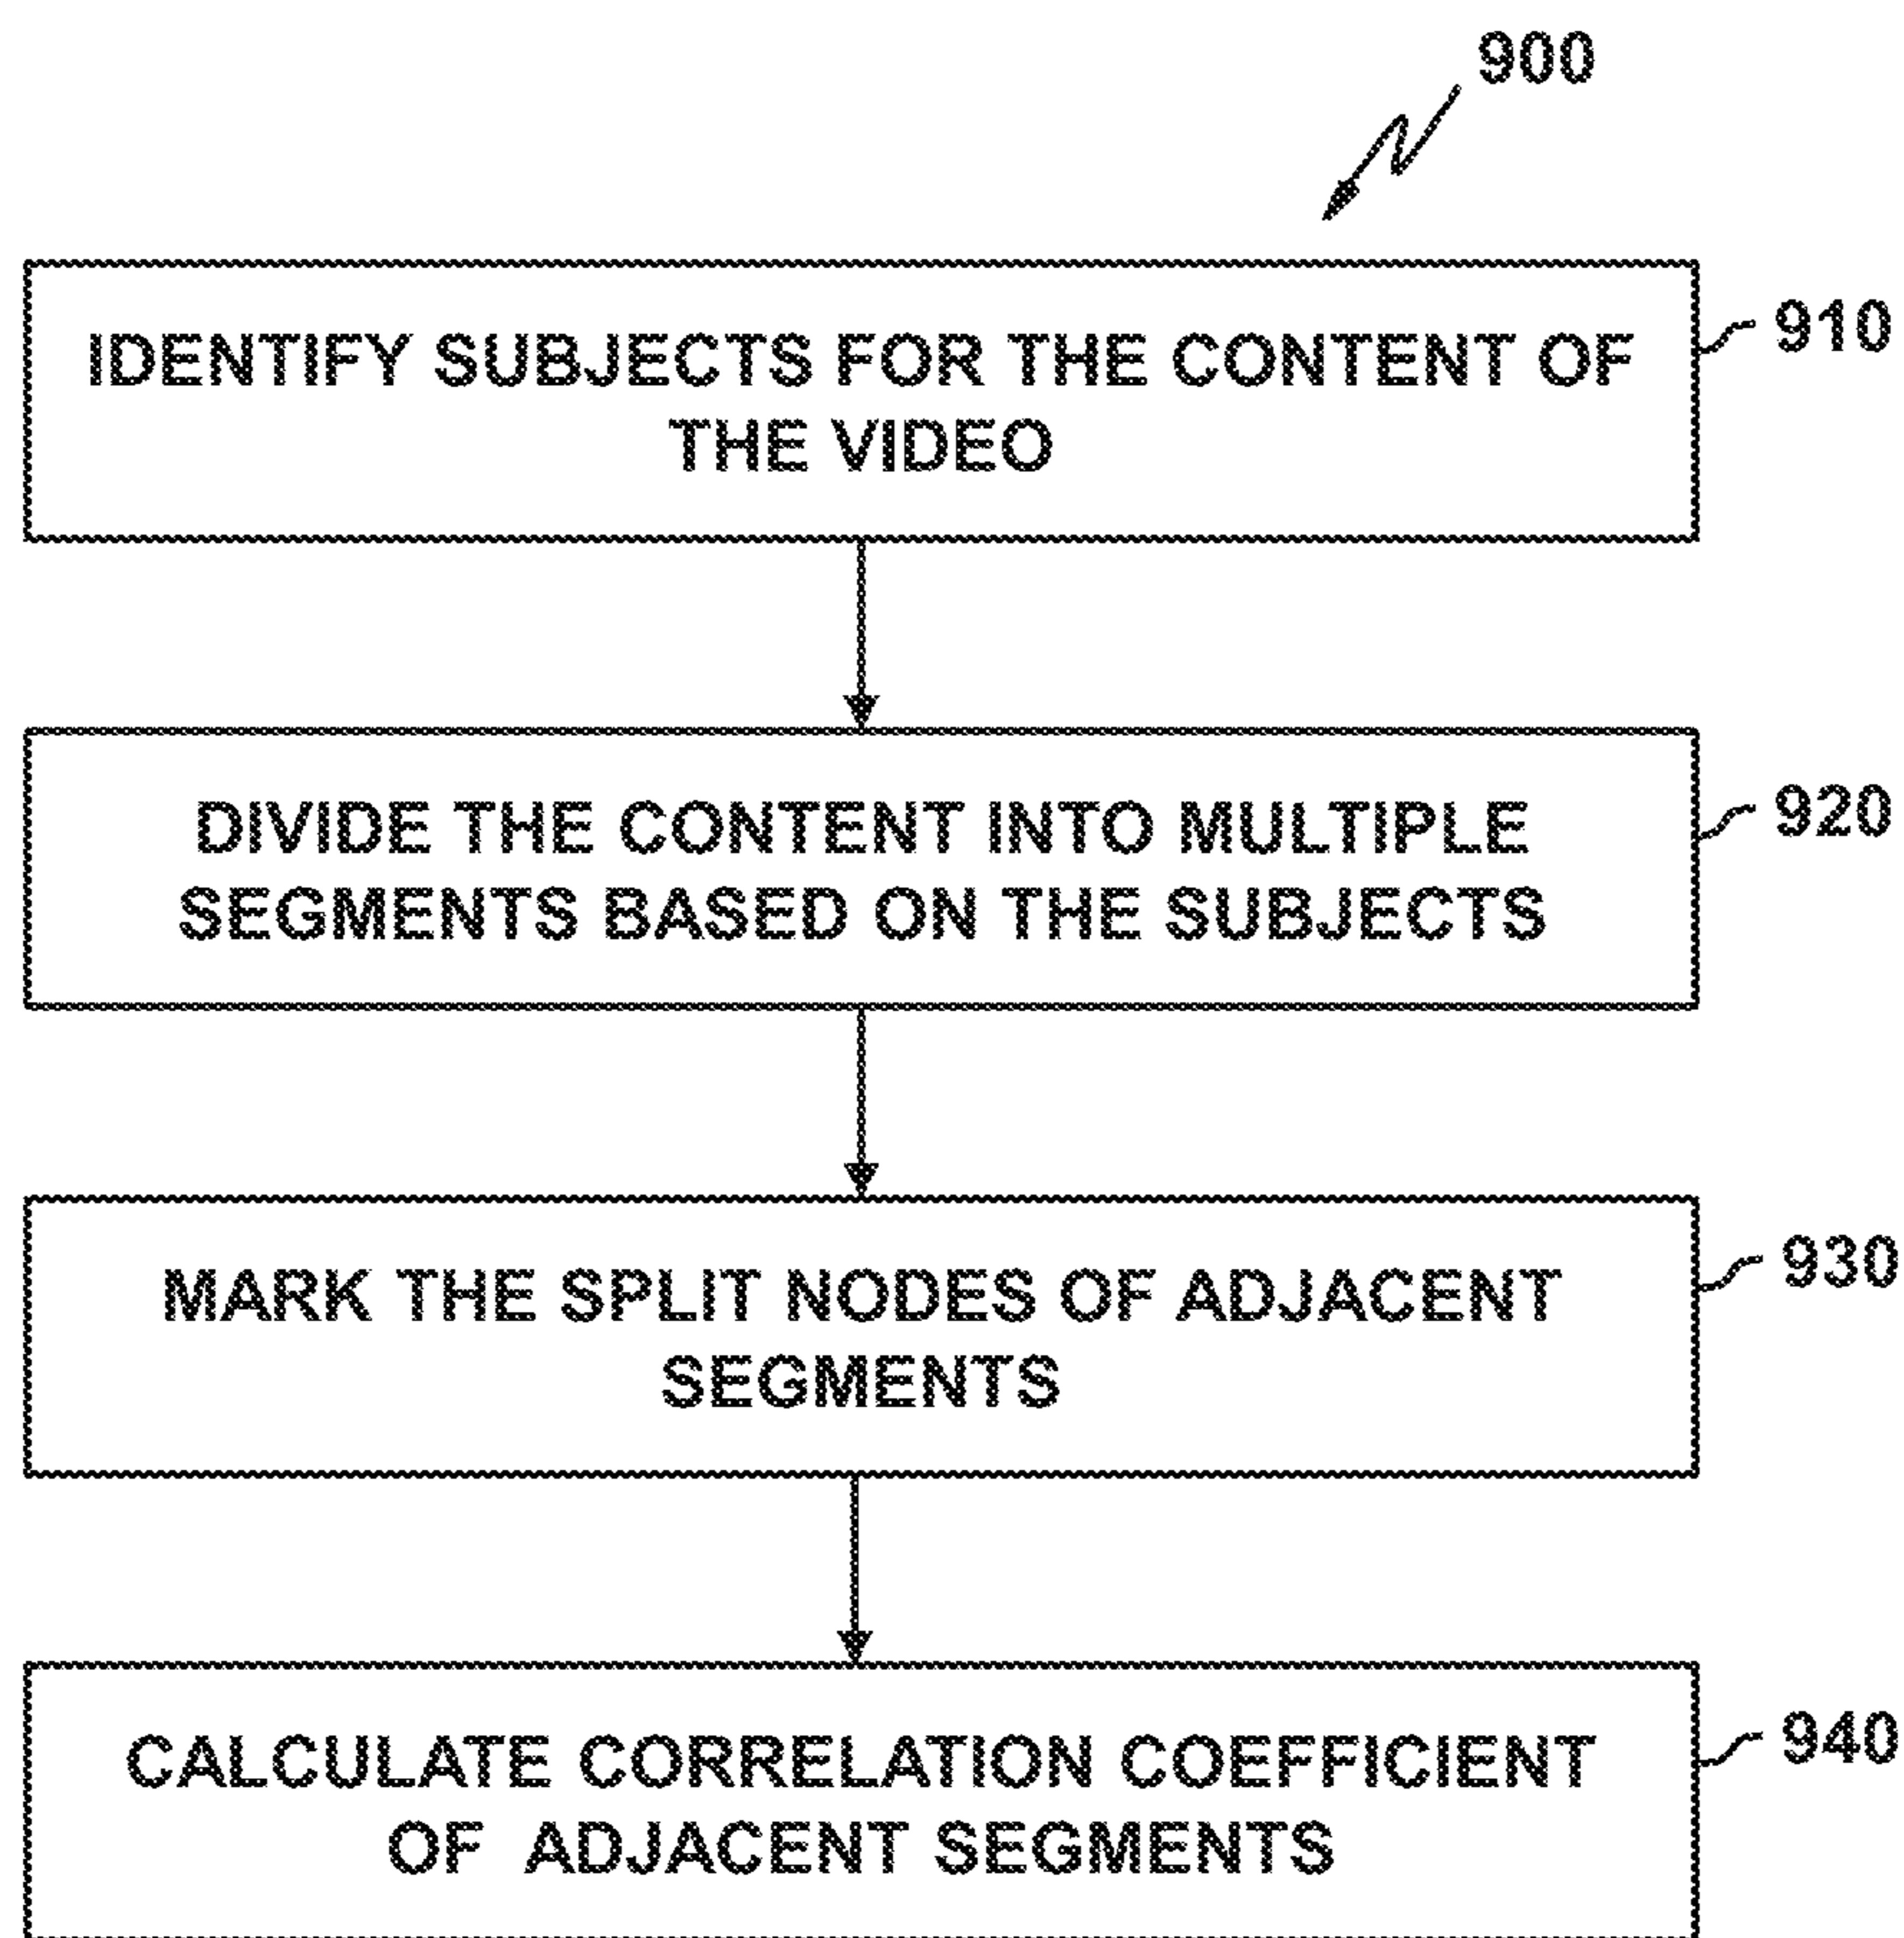 900
IDENTIFY SUBJECTS FOR THE CONTENT OF
THE VIDEO
910
DIVIDE THE CONTENT INTO MULTIPLE
SEGMENTS BASED ON THE SUBJECTS
920
MARK THE SPLIT NODES OF ADJACENT
SEGMENTS
930
CALCULATE CORRELATION COEFFICIENT
OF ADJACENT SEGMENTS
940